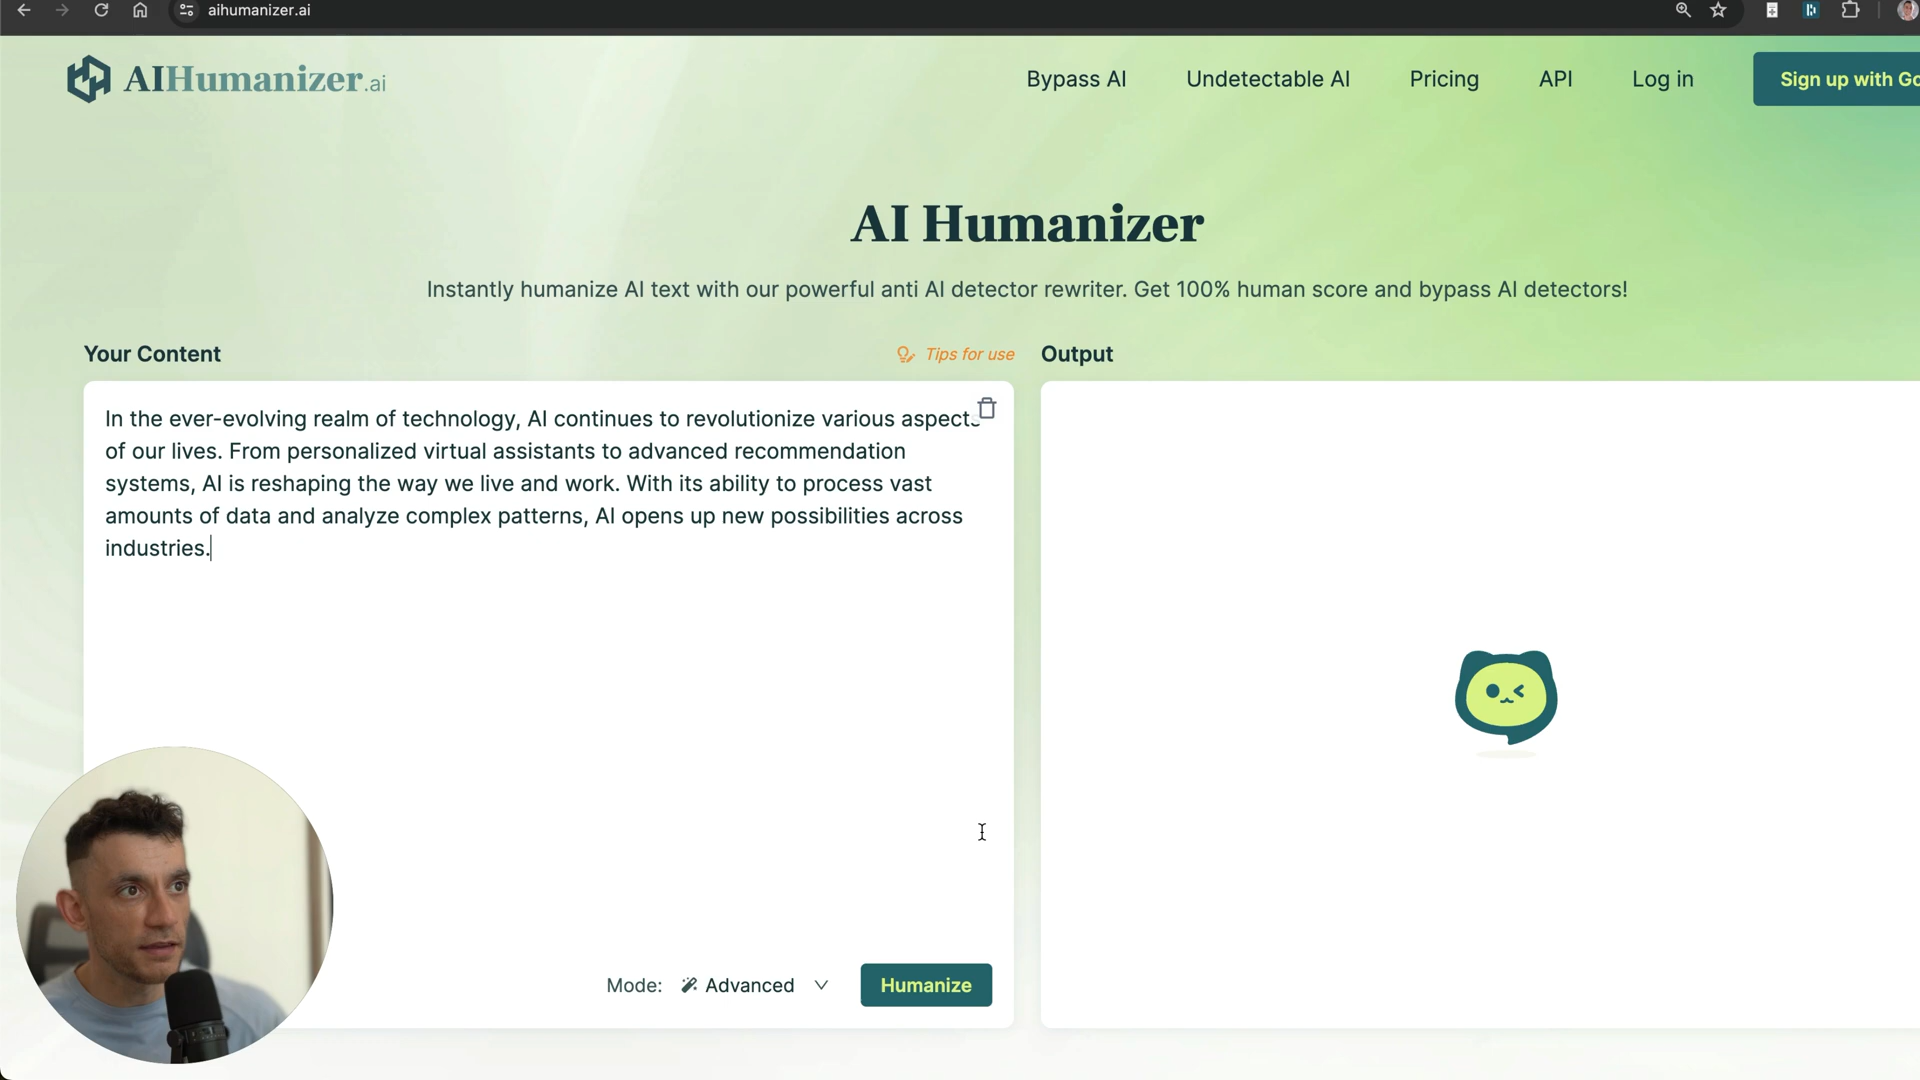 aihumanizer.ai
AIHumanizer.ai
Bypass AI
Undetectable AI
Pricing
API
Log in
Sign up with
AI Humanizer
Instantly humanize AI text with our powerful anti AI detector rewriter. Get 100% human score and bypass AI detectors!
Your Content
Tips for use
Output
In the ever-evolving realm of technology, AI continues to revolutionize various aspects
of our lives. From personalized virtual assistants to advanced recommendation
systems, AI is reshaping the way we live and work. With its ability to process vast
amounts of data and analyze complex patterns, AI opens up new possibilities across
industries.
Mode:
Advanced
Humanize